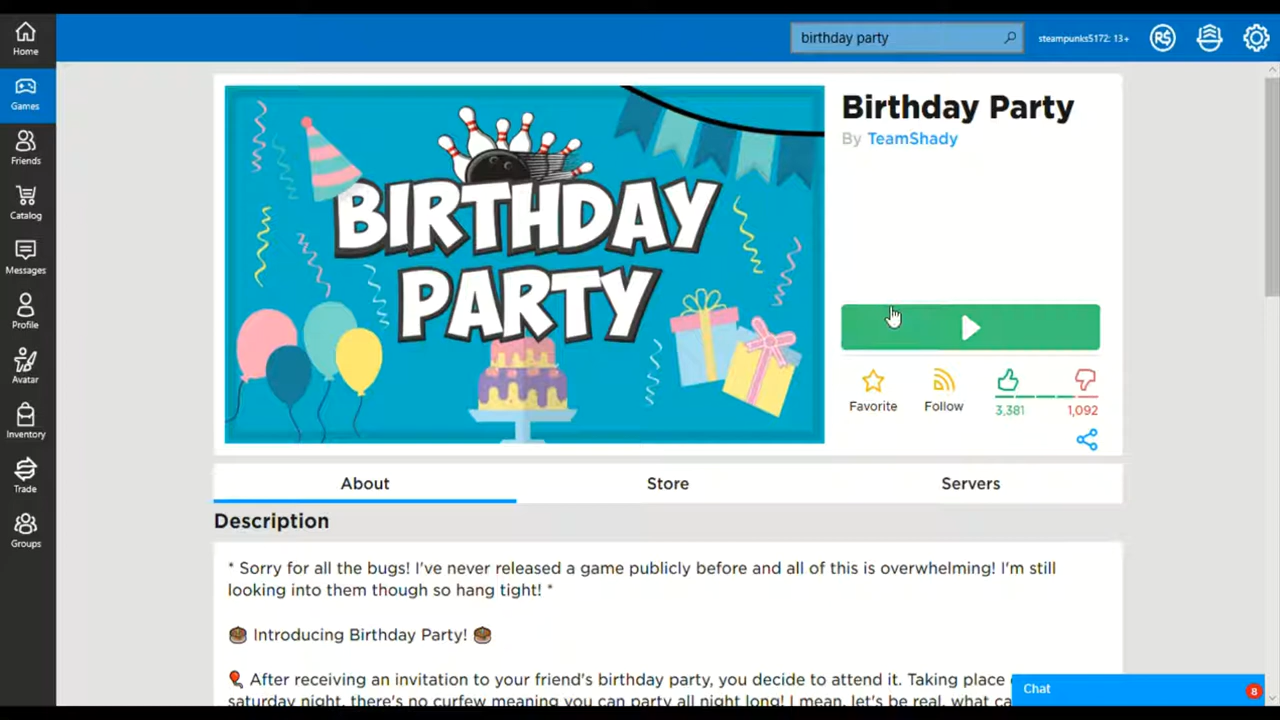 Home
Games
Friends
Catalog
Messages
Profile
Avatar
Inventory
Trade
Groups
birthday party
steampunks5172: 13+
R$
BIRTHDAY
PARTY
Birthday Party
By TeamShady
Favorite
Follow
3,381
1,092
About
Store
Servers
Description
* Sorry for all the bugs! I've never released a game publicly before and all of this is overwhelming! I'm still
looking into them though so hang tight! *
Introducing Birthday Party!
After receiving an invitation to your friend's birthday party, you decide to attend it. Taking place
saturday night, there's no curfew meaning you can party all night long! I mean, let's be real, what
Chat
8